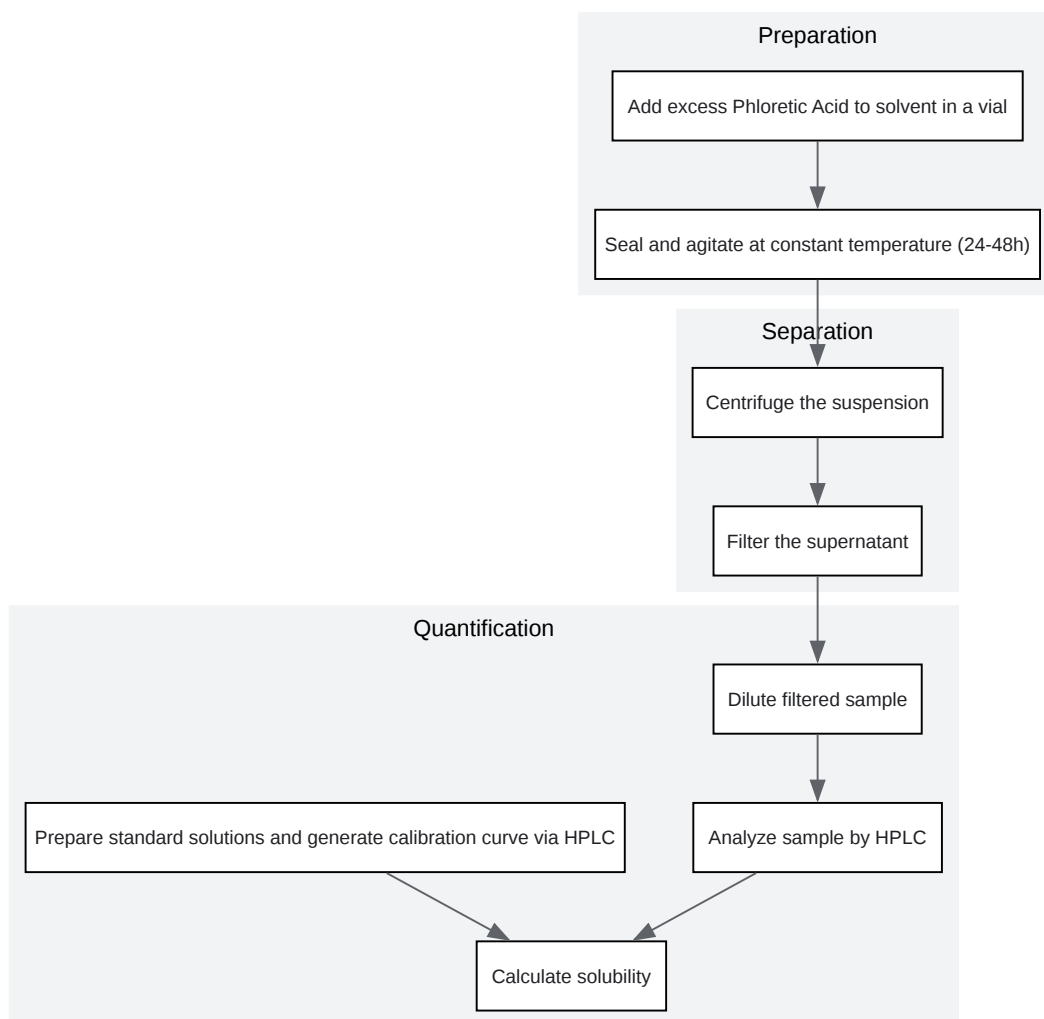 Preparation
Add excess Phloretic Acid to solvent in a vial
Seal and agitate at constant temperature (24-48h)
Separation
Centrifuge the suspension
Filter the supernatant
Quantification
Dilute filtered sample
Prepare standard solutions and generate calibration curve via HPLC
Analyze sample by HPLC
Calculate solubility